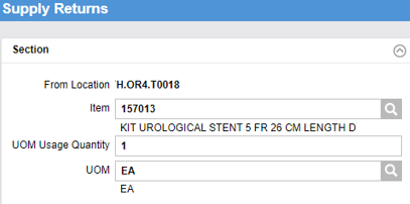 Supply Returns
Section
From Location H.OR4.T0018
Item 157013
KIT UROLOGICAL STENT 5 FR 26 CM LENGTH D
UOM Usage Quantity 1
UOM EA
EA